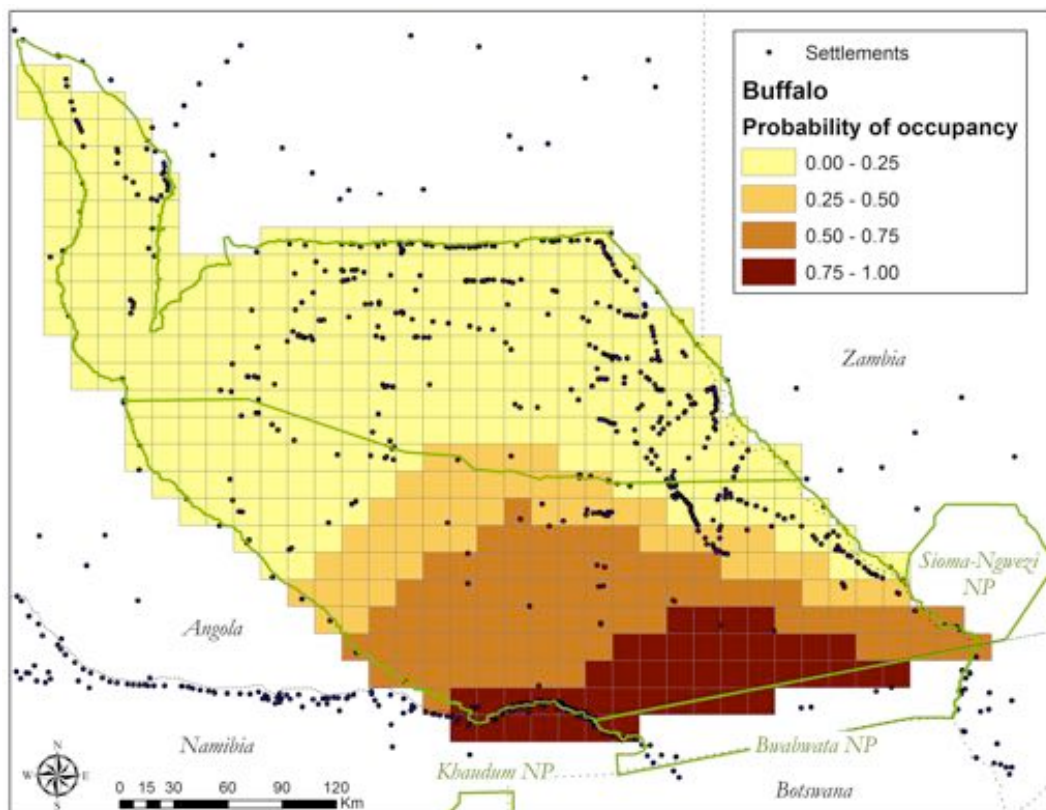 Settlements
Buffalo
Probability of occupancy
0.00 - 0.25
0.25 - 0.50
0.50 - 0.75
0.75 - 1.00
Zambia
Sioma-Ngwezi
NP
Angola
Namibia
Khaudum NP
Bwabwata NP
Botswana
N
W E
S
0 15 30 60 90 120
Km